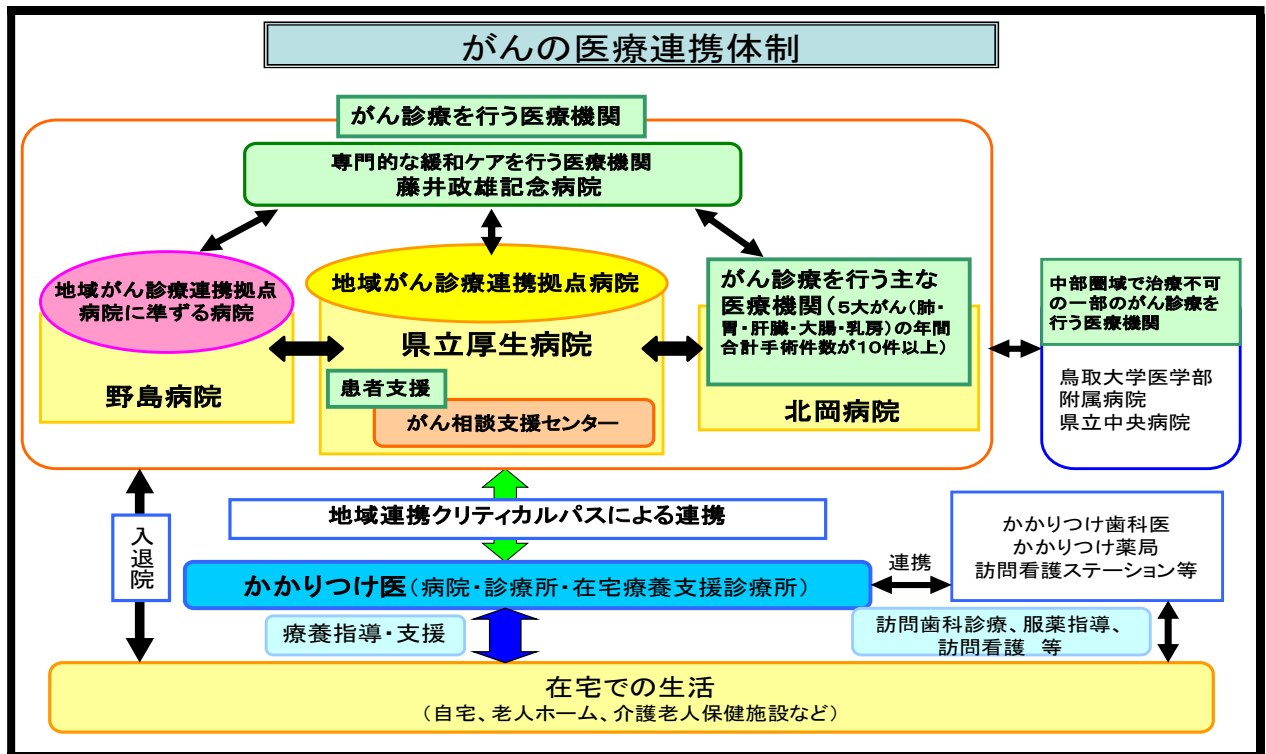 がんの医療連携体制
がん診療を行う医療機関
専門的な緩和ケアを行う医療機関
藤井政雄記念病院
地域がん診療連携拠点
病院に準ずる病院
野島病院
地域がん診療連携拠点病院
県立厚生病院
患者支援
がん相談支援センター
がん診療を行う主な
医療機関(5大がん(肺・
胃・肝臓・大腸・乳房)の年間
合計手術件数が10件以上)
北岡病院
中部圏域で治療不可
の一部のがん診療を
行う医療機関
鳥取大学医学部
附属病院
県立中央病院
入退院
地域連携クリティカルパスによる連携
かかりつけ医(病院・診療所・在宅療養支援診療所)
連携
かかりつけ歯科医
かかりつけ薬局
訪問看護ステーション等
療養指導・支援
訪問歯科診療、服薬指導、
訪問看護 等
在宅での生活
(自宅、老人ホーム、介護老人保健施設など)